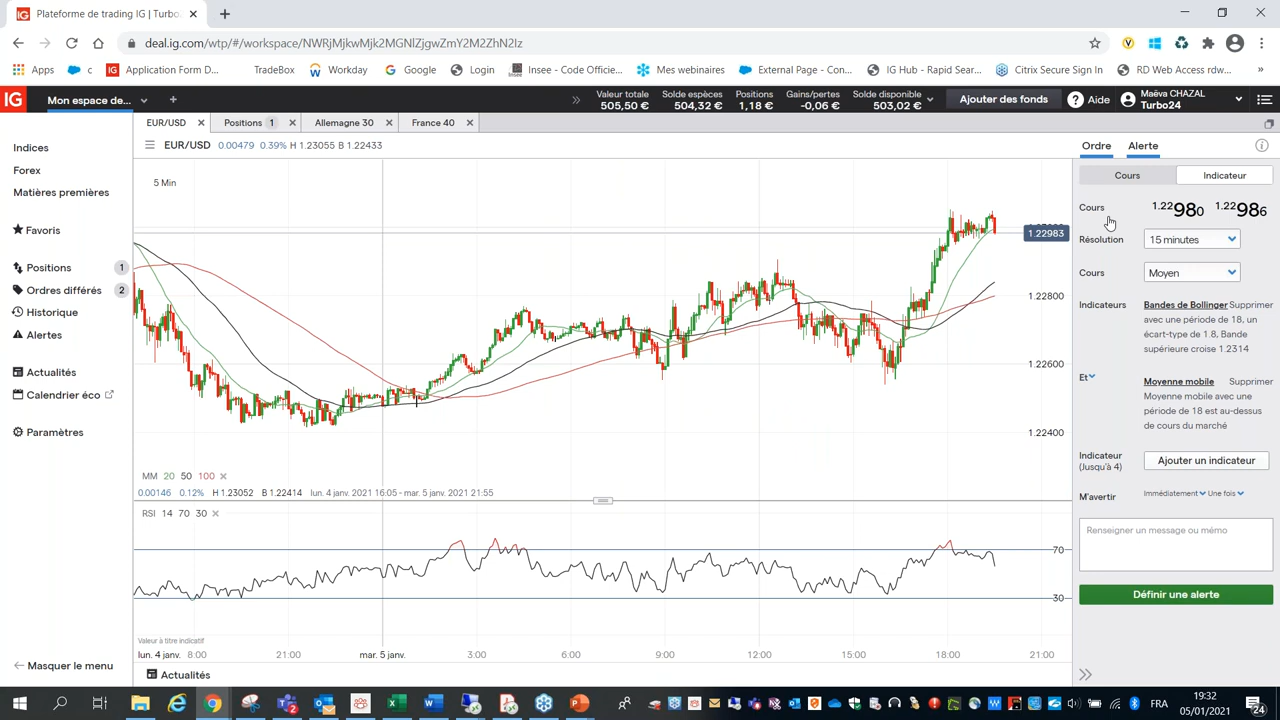 IG Plateforme de trading IG | Turbo
deal.ig.com/wtp/#/workspace/NWRjMjkwMjk2MGNlZjgwZmY2M2ZhN2Iz
Apps c IG Application Form D... TradeBox Workday Google Login Insee - Code Officie... Mes webinaires External Page - Con... IG Hub - Rapid Sear... Citrix Secure Sign In RD Web Access dw... »
IG Mon espace de... + » Valeur totale Solde espèces Positions Gains/pertes Solde disponible Ajouter des fonds Aide Maëva CHAZAL
505,50 € 504,32 € 1,18 € -0,06 € 503,02 € Turbo24
EUR/USD Positions 1 Allemagne 30 France 40
EUR/USD 0.00479 0.39% H 1.23055 B 1.22433
5 Min
Indices
Forex
Matières premières
Favoris
Positions 1
Ordres différés 2
Historique
Alertes
Actualités
Calendrier éco
Paramètres
Masquer le menu
1.22983
1.22800
1.22600
1.22400
MM 20 50 100
0.00146 0.12% H 1.23052 B 1.22414 lun. 4 janv. 2021 16:05 - mar. 5 janv. 2021 21:55
RSI 14 70 30
70
30
Valeur à titre indicatif
lun. 4 janv. 18:00 21:00 mar. 5 janv. 3:00 6:00 9:00 12:00 15:00 18:00 21:00
Actualités
Ordre Alerte
Cours Indicateur
Cours 1.22980 1.22986
Résolution 15 minutes
Cours Moyen
Indicateurs Bandes de Bollinger Supprimer
avec une période de 18, un
écart-type de 1.8, Bande
supérieure croise 1.2314
Et Moyenne mobile Supprimer
Moyenne mobile avec une
période de 18 est au-dessus
de cours du marché
Indicateur
(Jusqu'à 4) Ajouter un indicateur
M'avertir Immédiatement Une fois
Renseigner un message ou mémo
Définir une alerte
FR
19:32
05/01/2021
24